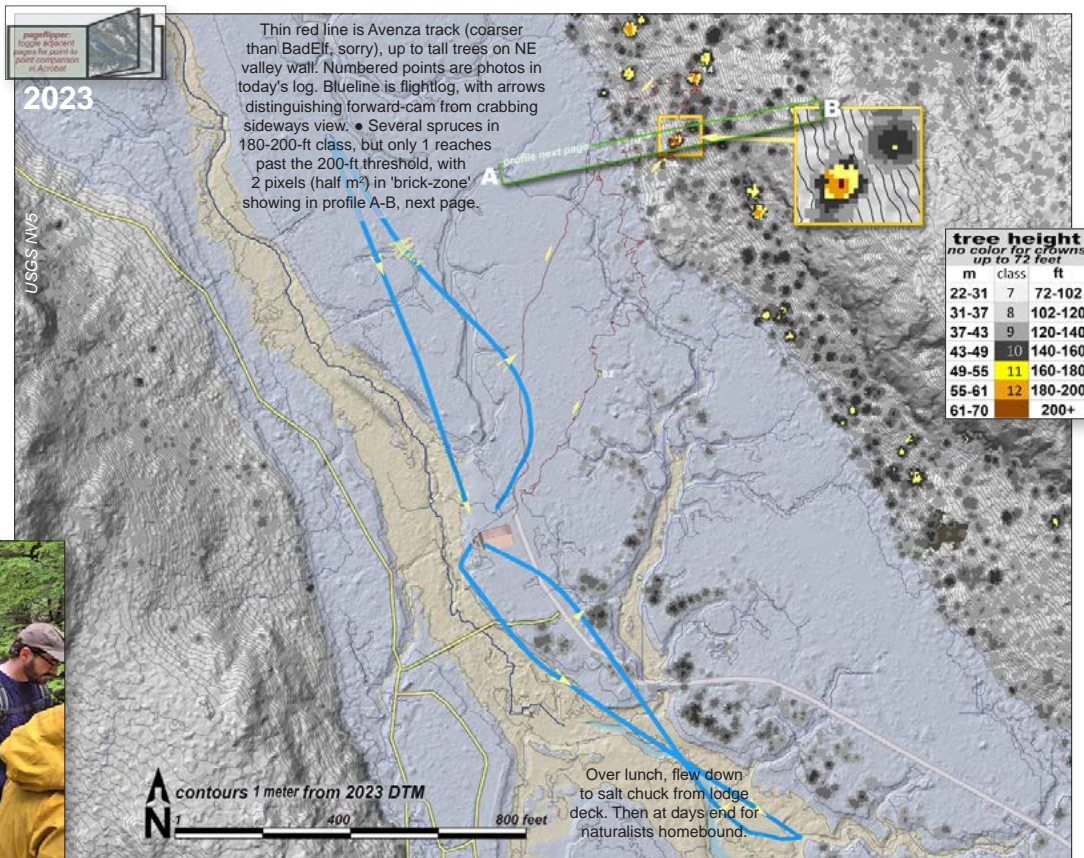 pageflipper:
toggle adjacent
pages for point-to
point comparison
in Acrobat
2023
Thin red line is Avenza track (coarser
than BadElf, sorry), up to tall trees on NE
valley wall. Numbered points are photos in
today's log. Blueline is flightlog, with arrows
distinguishing forward-cam from crabbing
sideways view. ● Several spruces in
180-200-ft class, but only 1 reaches
past the 200-ft threshold, with
2 pixels (half m²) in 'brick-zone'
showing in profile A-B, next page.
A
profile next page
B
USGS NV5
tree height
no color for crowns
up to 72 feet
m class ft
22-31 7 72-102
31-37 8 102-120
37-43 9 120-140
43-49 10 140-160
49-55 11 160-180
55-61 12 180-200
61-70 200+
Over lunch, flew down
to salt chuck from lodge
deck. Then at days end for
naturalists homebound.
N
contours 1 meter from 2023 DTM
1 400 800 feet